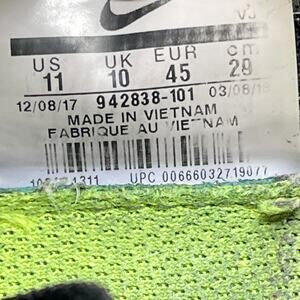 US UK EUR cm
11 10 45 29
12/08/17 942838-101 03/08/18
MADE IN VIETNAM
FABRIQUE AU VIETNAM
UPC 00666032719077